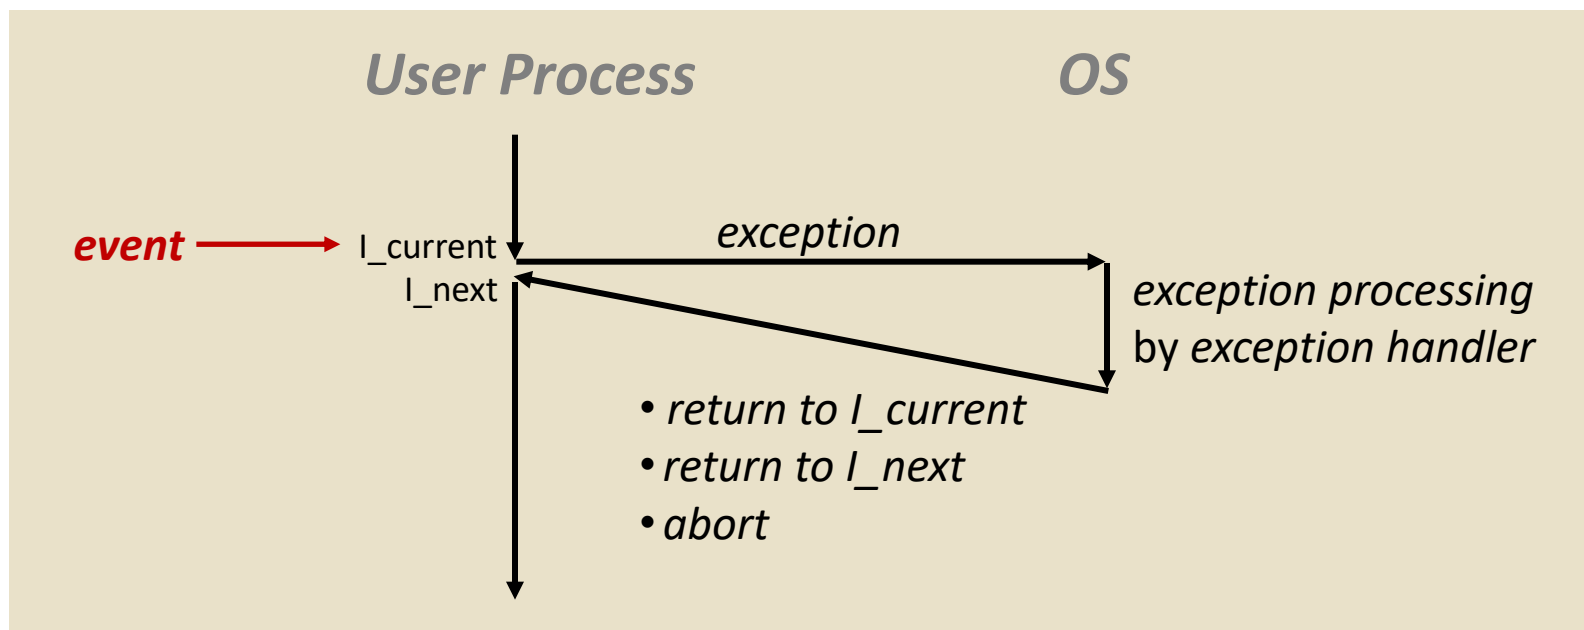 User Process
OS
event
I_current
exception
I_next
exception processing
by exception handler
• return to I_current
• return to I_next
• abort